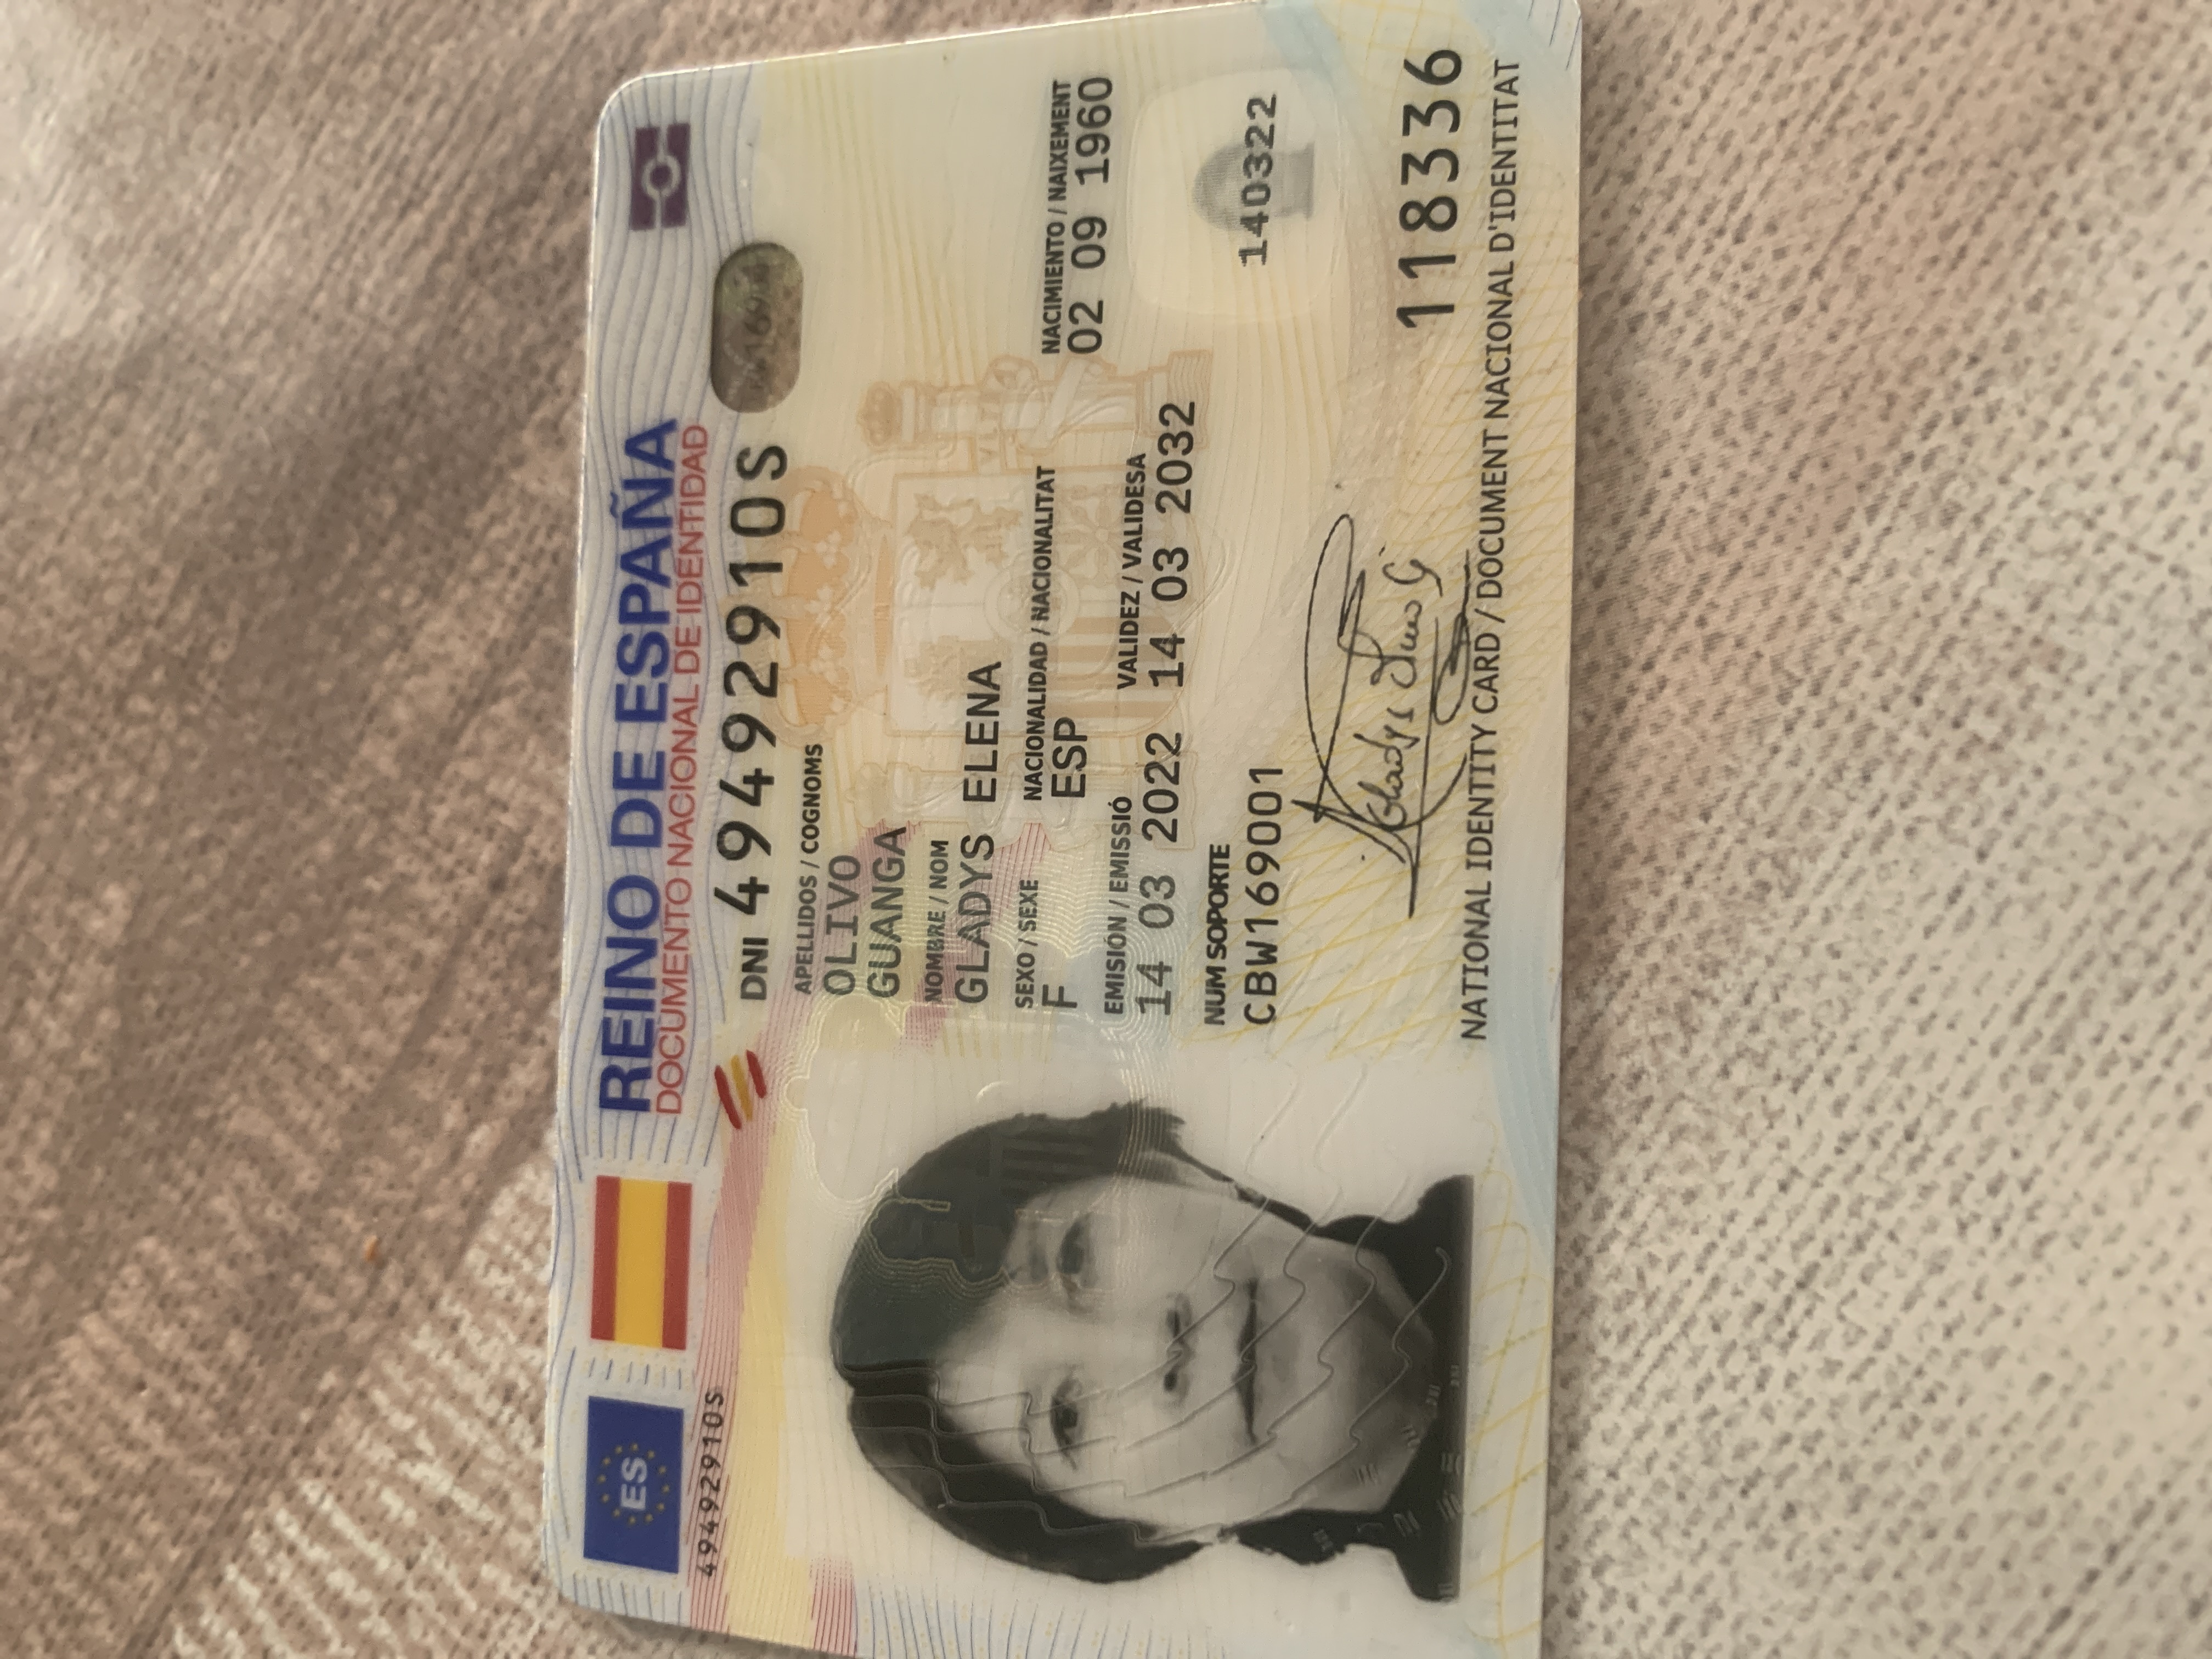 ES
REINO DE ESPAÑA
DOCUMENTO NACIONAL DE IDENTIDAD
49492910S
DNI 49492910S
APELLIDOS / COGNOMS
OLIVO
GUANGA
NOMBRE / NOM
GLADYS ELENA
SEXO / SEXE NACIONALIDAD / NACIONALITAT NACIMIENTO / NAIXEMENT
F ESP 02 09 1960
EMISIÓN / EMISSIÓ VALIDEZ / VALIDESA
14 03 2022 14 03 2032
NUM SOPORTE
CBW169001
140322
Gladys
118336
NATIONAL IDENTITY CARD / DOCUMENT NACIONAL D'IDENTITAT